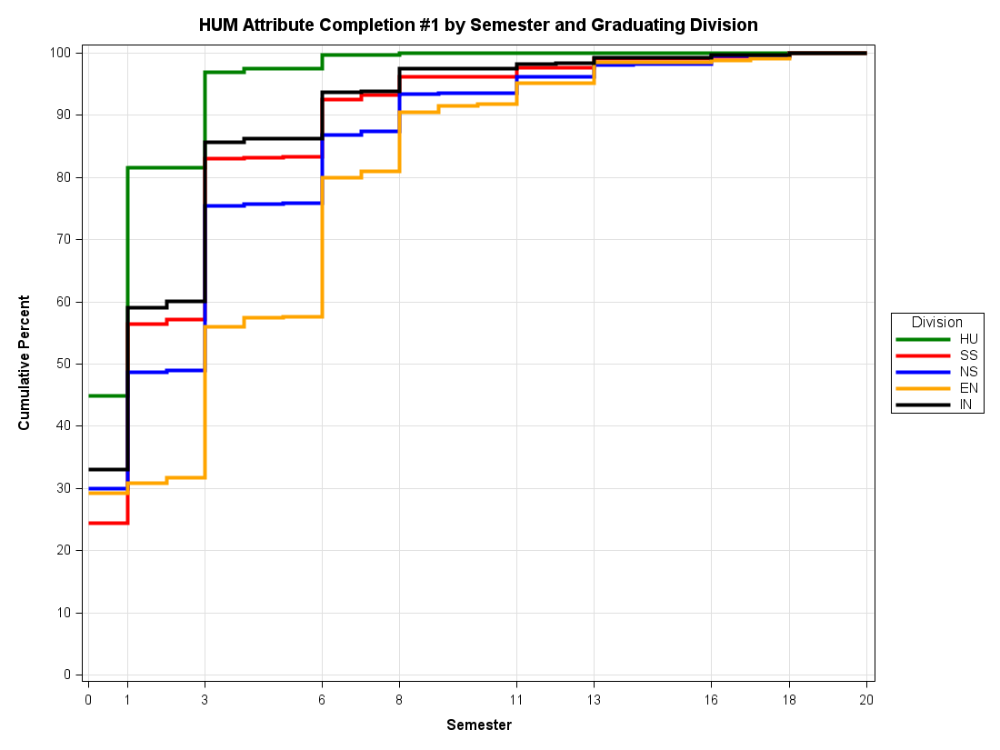 HUM Attribute Completion #1 by Semester and Graduating Division
100
90
80
70
60
50
40
30
20
10
0
Cumulative Percent
0 1 3 6 8 11 13 16 18 20
Semester
Division
HU
SS
NS
EN
IN